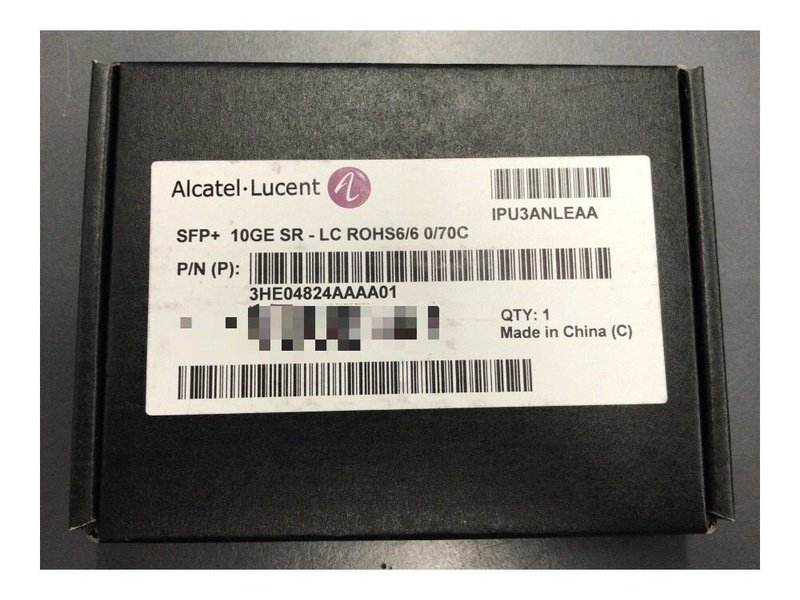 Alcatel·Lucent
IPU3ANLEAA
SFP+ 10GE SR - LC ROHS6/6 0/70C
P/N (P):
3HE04824AAAA01
QTY: 1
Made in China (C)